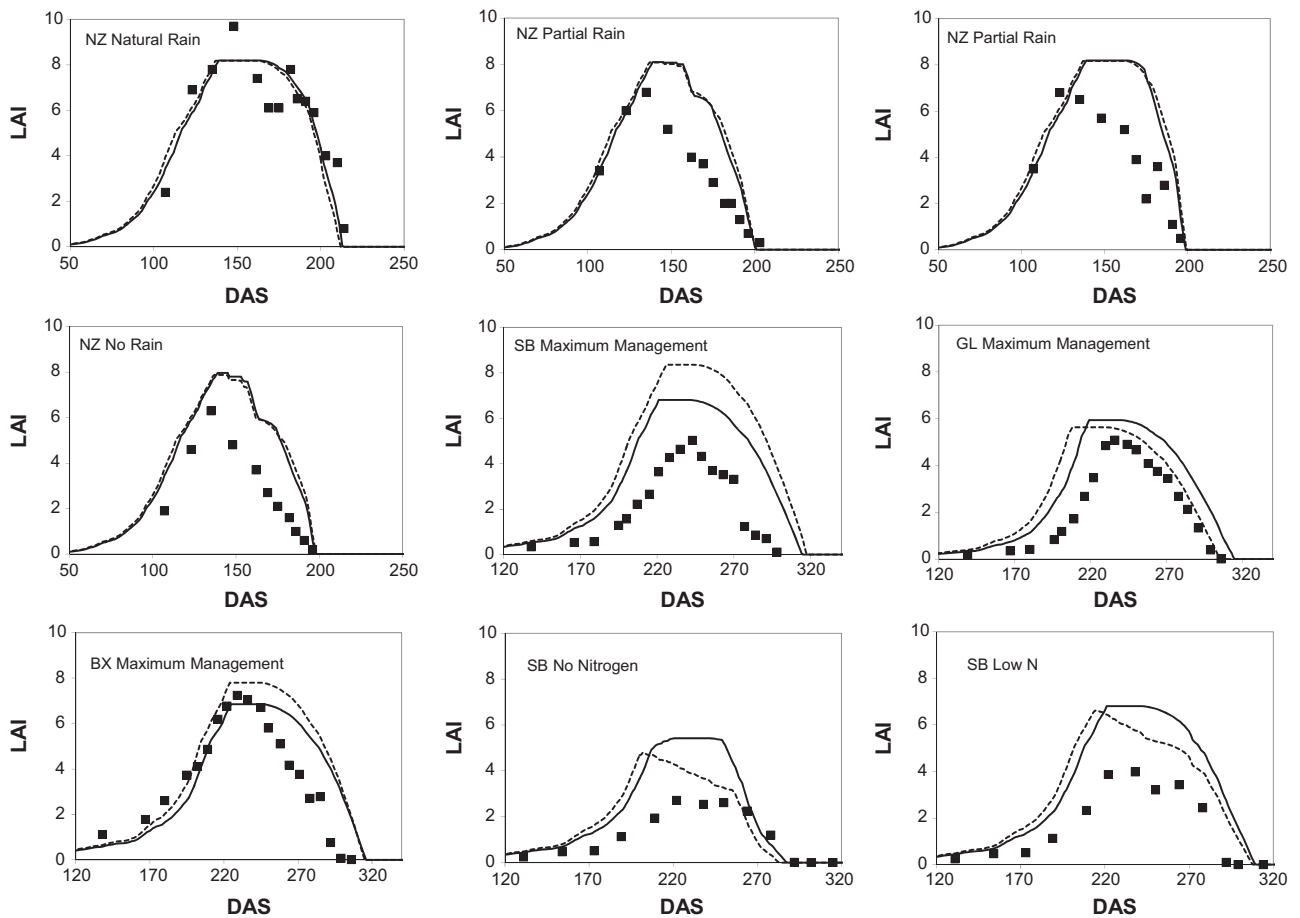 NZ Natural Rain
LAI
10
8
6
4
2
0
50 100 150 200 250
DAS
NZ Partial Rain
LAI
10
8
6
4
2
0
50 100 150 200 250
DAS
NZ Partial Rain
LAI
10
8
6
4
2
0
50 100 150 200 250
DAS
NZ No Rain
LAI
10
8
6
4
2
0
50 100 150 200 250
DAS
SB Maximum Management
LAI
10
8
6
4
2
0
120 170 220 270 320
DAS
GL Maximum Management
LAI
10
8
6
4
2
0
120 170 220 270 320
DAS
BX Maximum Management
LAI
10
8
6
4
2
0
120 170 220 270 320
DAS
SB No Nitrogen
LAI
10
8
6
4
2
0
120 170 220 270 320
DAS
SB Low N
LAI
10
8
6
4
2
0
120 170 220 270 320
DAS